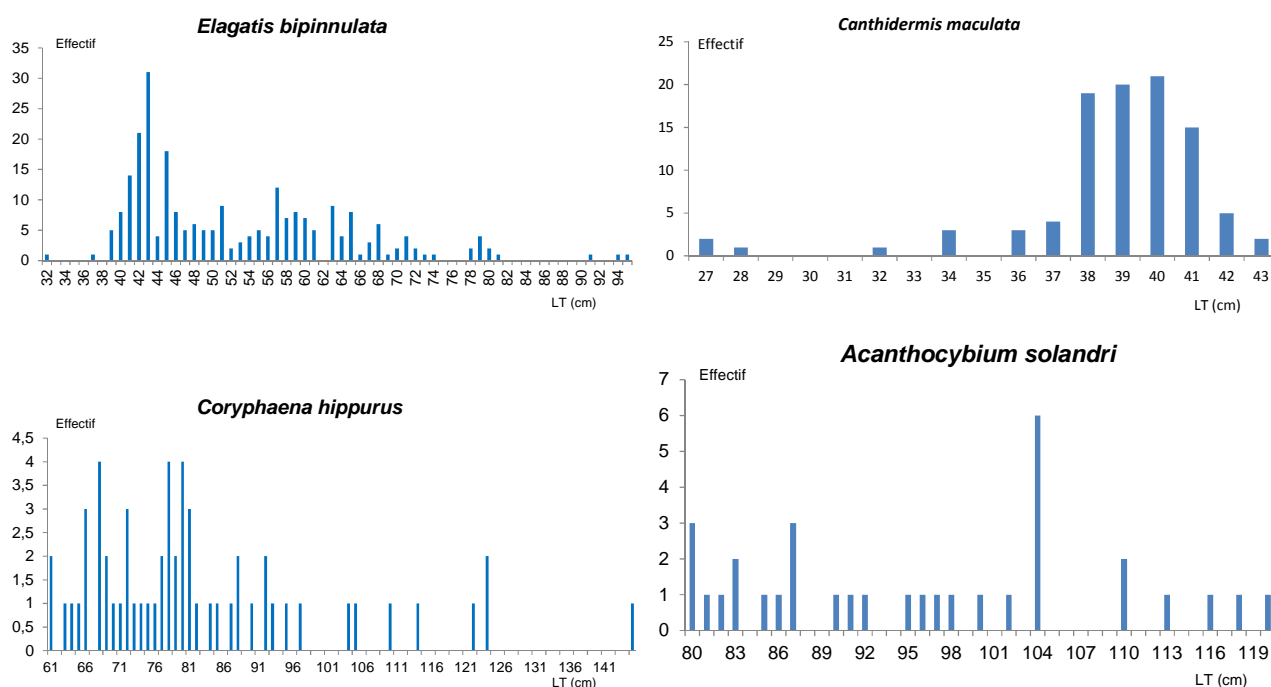 Elagatis bipinnulata
Effectif
35
30
25
20
15
10
5
0
32 34 36 38 40 42 44 46 48 50 52 54 56 58 60 62 64 66 68 70 72 74 76 78 80 82 84 86 88 90 92 94
LT (cm)
Canthidermis maculata
Effectif
25
20
15
10
5
0
27 28 29 30 31 32 33 34 35 36 37 38 39 40 41 42 43
LT (cm)
Coryphaena hippurus
Effectif
4,5
4
3,5
3
2,5
2
1,5
1
0,5
0
61 66 71 76 81 86 91 96 101 106 111 116 121 126 131 136 141
LT (cm)
Acanthocybium solandri
Effectif
7
6
5
4
3
2
1
0
80 83 86 89 92 95 98 101 104 107 110 113 116 119
LT (cm)